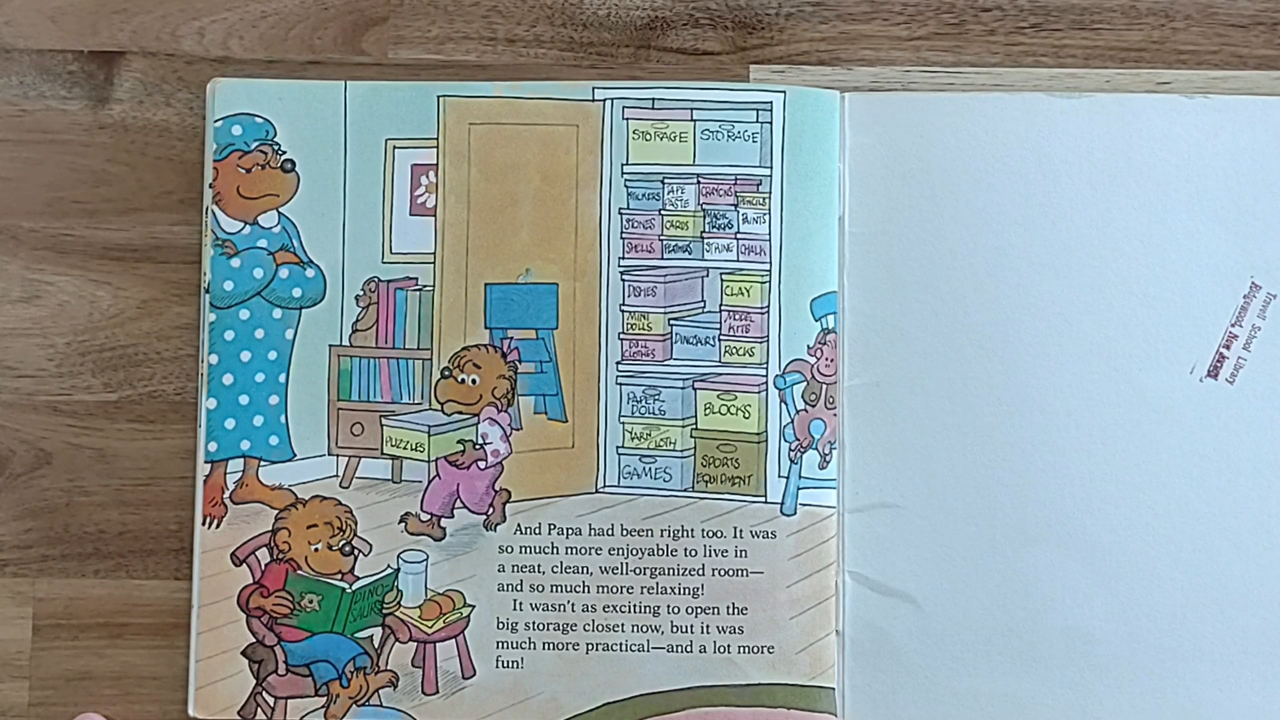 STORAGE STORAGE
STICKERS TAPE PASTE CRAYONS
PENCILS
STONES CARDS MAGIC TRICKS PAINTS
SHELLS FEATHERS STRING CHALK
DISHES CLAY
MINI DOLLS MODEL KITE
DINOSAURS
DOLL CLOTHES ROCKS
PAPER DOLLS BLOCKS
YARN CLOTH
GAMES SPORTS EQUIPMENT
PUZZLES
DINO-
SAURS
And Papa had been right too. It was
so much more enjoyable to live in
a neat, clean, well-organized room—
and so much more relaxing!
It wasn't as exciting to open the
big storage closet now, but it was
much more practical—and a lot more
fun!
Travell School Library
Ridgewood, New Jersey